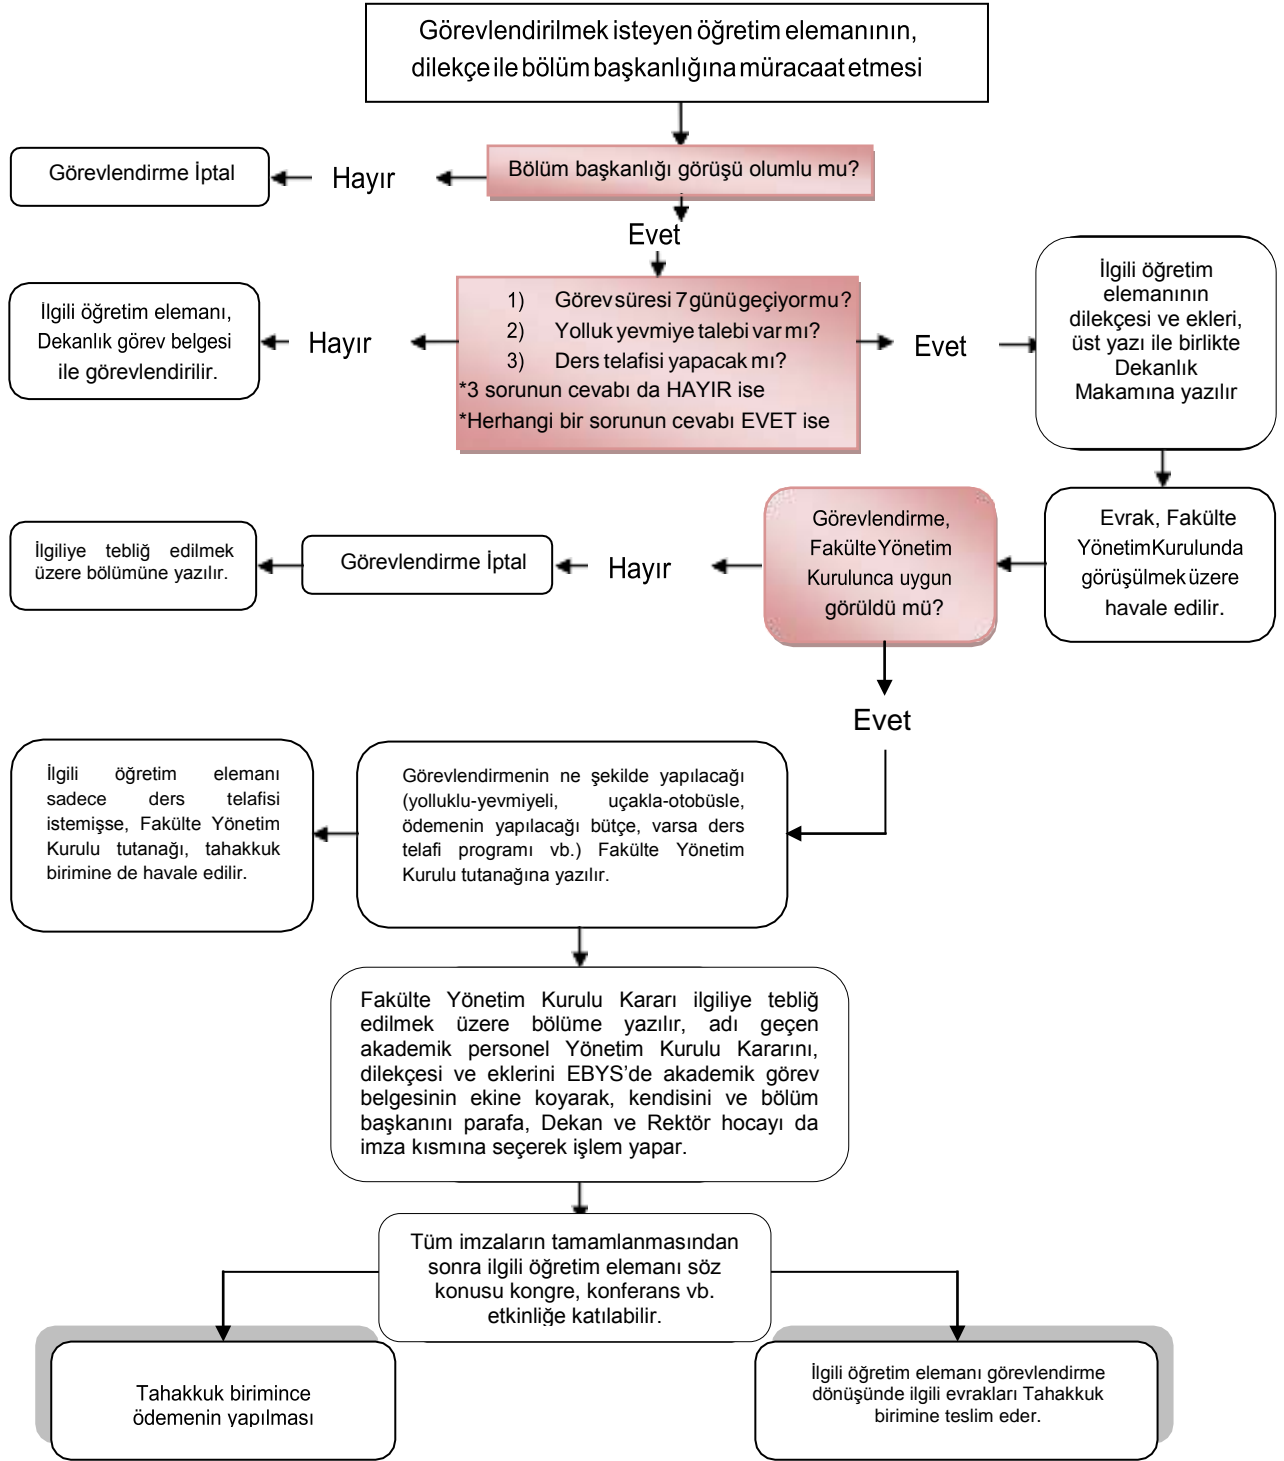 Görevlendirilmek isteyen öğretim elemanının,
dilekçe ile bölüm başkanlığına müracaat etmesi
Bölüm başkanlığı görüşü olumlu mu?
Hayır
Görevlendirme İptal
Evet
1) Görev süresi 7 günü geçiyor mu?
2) Yolluk yevmiye talebi var mı?
3) Ders telafisi yapacak mı?
*3 sorunun cevabı da HAYIR ise
*Herhangi bir sorunun cevabı EVET ise
Hayır
İlgili öğretim elemanı,
Dekanlık görev belgesi
ile görevlendirilir.
Evet
İlgili öğretim
elemanının
dilekçesi ve ekleri,
üst yazı ile birlikte
Dekanlık
Makamına yazılır
Evrak, Fakülte
Yönetim Kurulunda
görüşülmek üzere
havale edilir.
Görevlendirme,
Fakülte Yönetim
Kurulunca uygun
görüldü mü?
Hayır
Görevlendirme İptal
İlgiliye tebliğ edilmek
üzere bölümüne yazılır.
Evet
Görevlendirmenin ne şekilde yapılacağı
(yolluklu-yevmiyeli, uçakla-otobüsle,
ödemenin yapılacağı bütçe, varsa ders
telafi programı vb.) Fakülte Yönetim
Kurulu tutanağına yazılır.
İlgili öğretim elemanı
sadece ders telafisi
istemişse, Fakülte Yönetim
Kurulu tutanağı, tahakkuk
birimine de havale edilir.
Fakülte Yönetim Kurulu Kararı ilgiliye tebliğ
edilmek üzere bölüme yazılır, adı geçen
akademik personel Yönetim Kurulu Kararını,
dilekçesi ve eklerini EBYS’de akademik görev
belgesinin ekine koyarak, kendisini ve bölüm
başkanını parafa, Dekan ve Rektör hocayı da
imza kısmına seçerek işlem yapar.
Tüm imzaların tamamlanmasından
sonra ilgili öğretim elemanı söz
konusu kongre, konferans vb.
etkinliğe katılabilir.
Tahakkuk birimince
ödemenin yapılması
İlgili öğretim elemanı görevlendirme
dönüşünde ilgili evrakları Tahakkuk
birimine teslim eder.